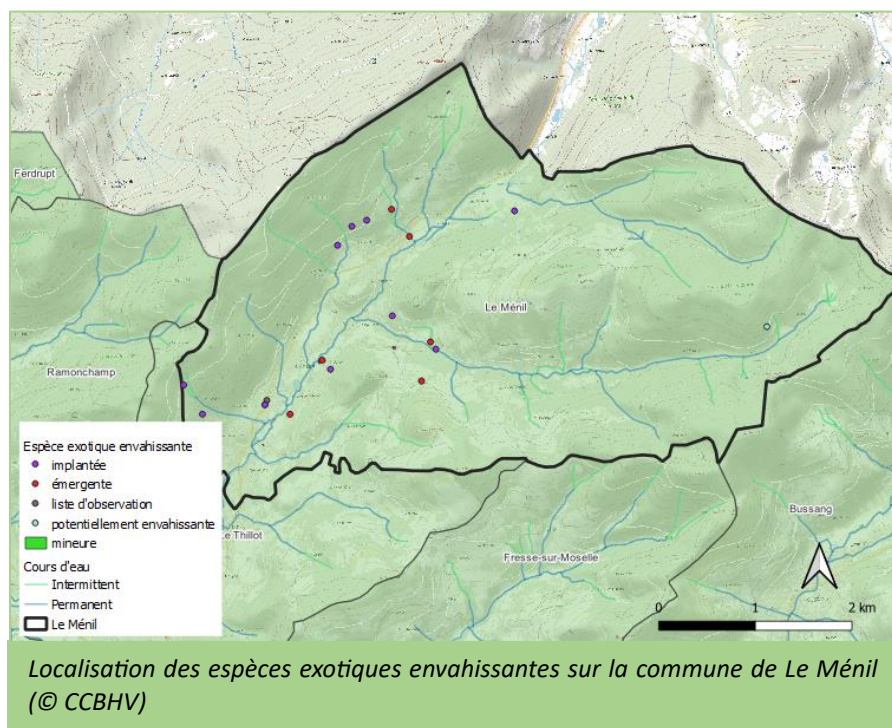 Ferdrupt
Le Ménil
Ramonchamp
Espèce exotique envahissante
implantée
émergente
liste d'observation
potentiellement envahissante
mineure
Cours d'eau
Intermittent
Permanent
Le Ménil
Le Thillot
Fresse-sur-Moselle
Bussang
0 1 2 km
Localisation des espèces exotiques envahissantes sur la commune de Le Ménil
(© CCBHV)